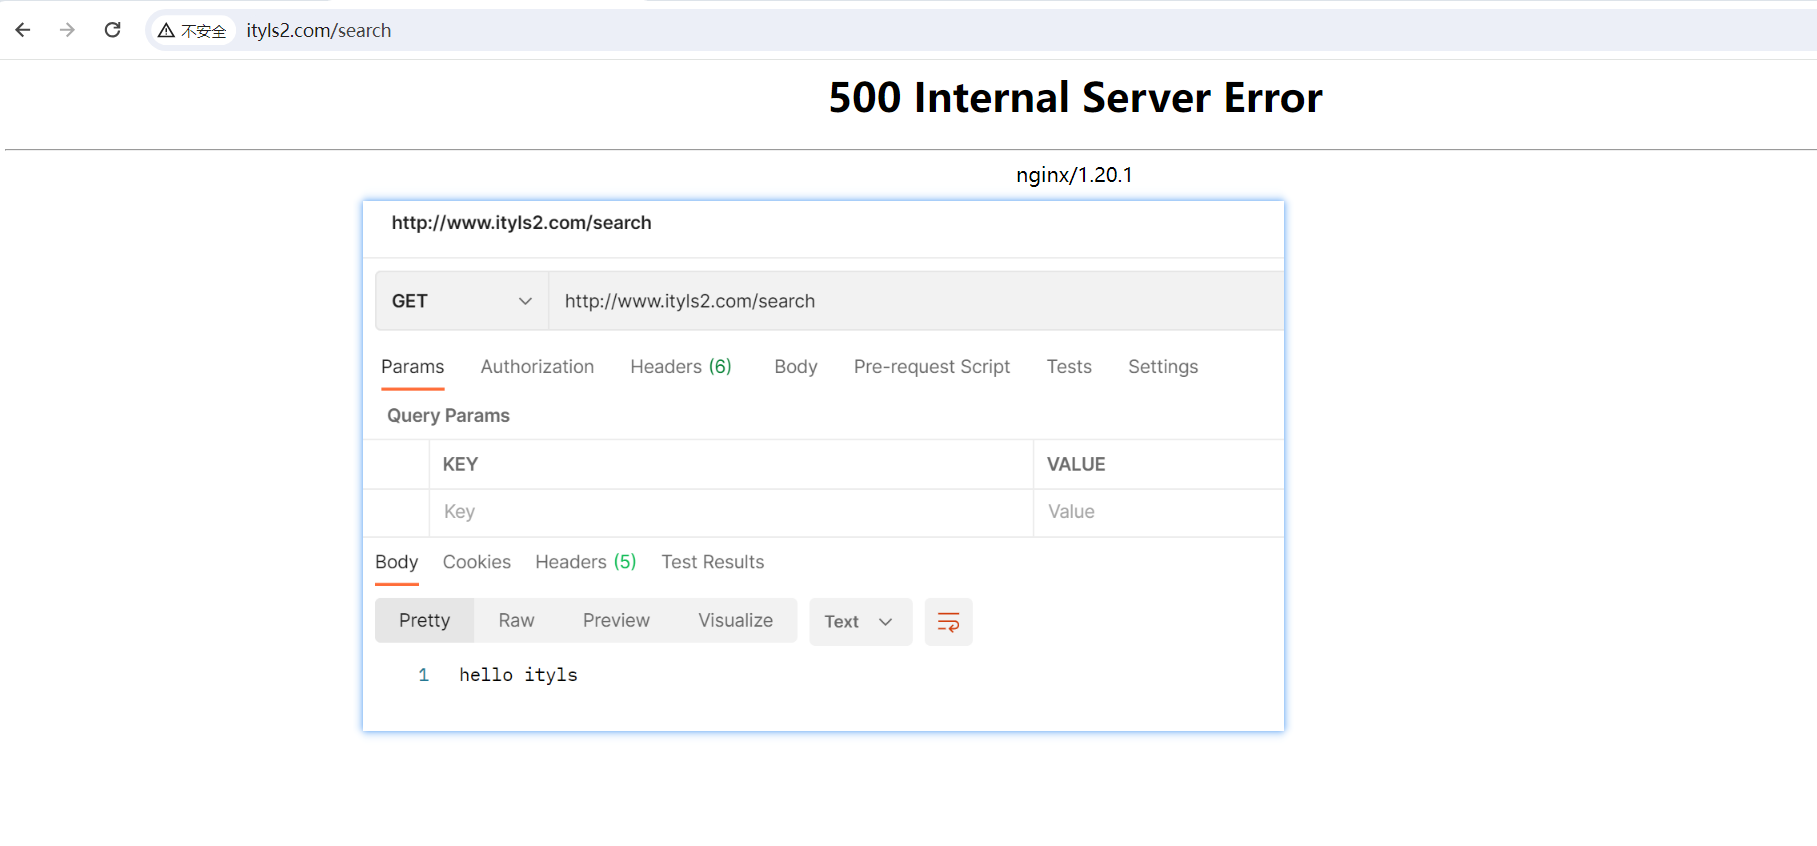 不安全 ityls2.com/search
500 Internal Server Error
nginx/1.20.1
http://www.ityls2.com/search
GET http://www.ityls2.com/search
Params Authorization Headers (6) Body Pre-request Script Tests Settings
Query Params
KEY VALUE
Key Value
Body Cookies Headers (5) Test Results
Pretty Raw Preview Visualize Text
1 hello ityls